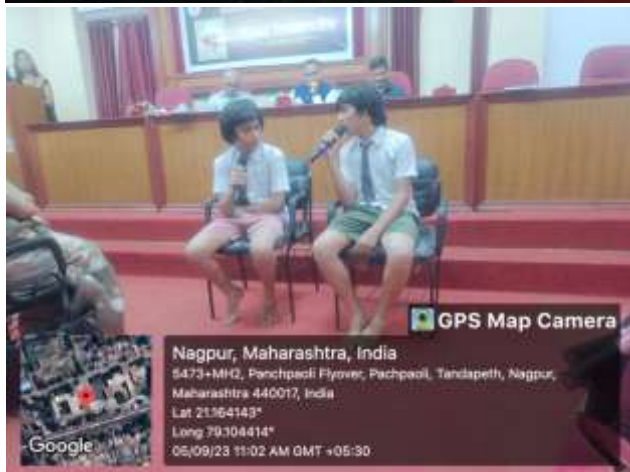 GPS Map Camera
Nagpur, Maharashtra, India
5473+MH2, Panchpaoli Flyover, Pachpaoli, Tandapeth, Nagpur,
Maharashtra 440017, India
Lat 21.164143°
Long 79.104414°
05/09/23 11:02 AM GMT +05:30
Google